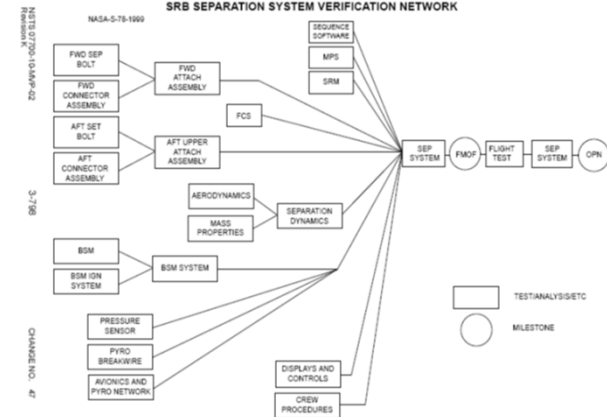 SRB SEPARATION SYSTEM VERIFICATION NETWORK
NASA-S-78-1999
NSTS 07700-10-MVP-02
Revision K
3-798
CHANGE NO. 47
FWD SEP
BOLT
FWD
CONNECTOR
ASSEMBLY
AFT SET
BOLT
AFT
CONNECTOR
ASSEMBLY
FWD
ATTACH
ASSEMBLY
AFT UPPER
ATTACH
ASSEMBLY
SEQUENCE
SOFTWARE
MPS
SRM
FCS
AERODYNAMICS
MASS
PROPERTIES
SEPARATION
DYNAMICS
BSM
BSM IGN
SYSTEM
BSM SYSTEM
PRESSURE
SENSOR
PYRO
BREAKWIRE
AVIONICS AND
PYRO NETWORK
DISPLAYS AND
CONTROLS
CREW
PROCEDURES
SEP
SYSTEM
FMOF
FLIGHT
TEST
SEP
SYSTEM
OPN
TEST/ANALYSIS/ETC
MILESTONE